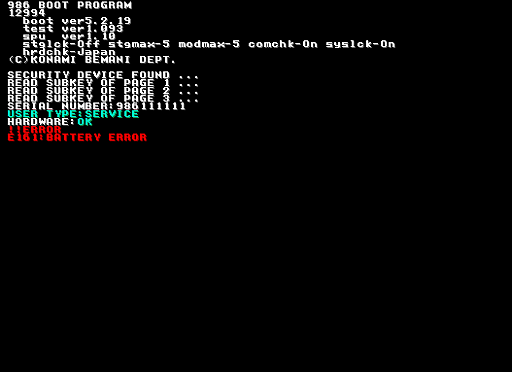 986 BOOT PROGRAM
12994
boot ver5.2.19
test ver1.093
spu  ver1.10
stglck-Off stgmax-5 modmax-5 comchk-On syslck-On
hrdchk-Japan
(C)KONAMI BEMANI DEPT.
SECURITY DEVICE FOUND ...
READ SUBKEY OF PAGE 1 ...
READ SUBKEY OF PAGE 2 ...
READ SUBKEY OF PAGE 3 ...
SERIAL NUMBER:986111111
USER TYPE:SERVICE
HARDWARE:OK
!!ERROR
E161:BATTERY ERROR